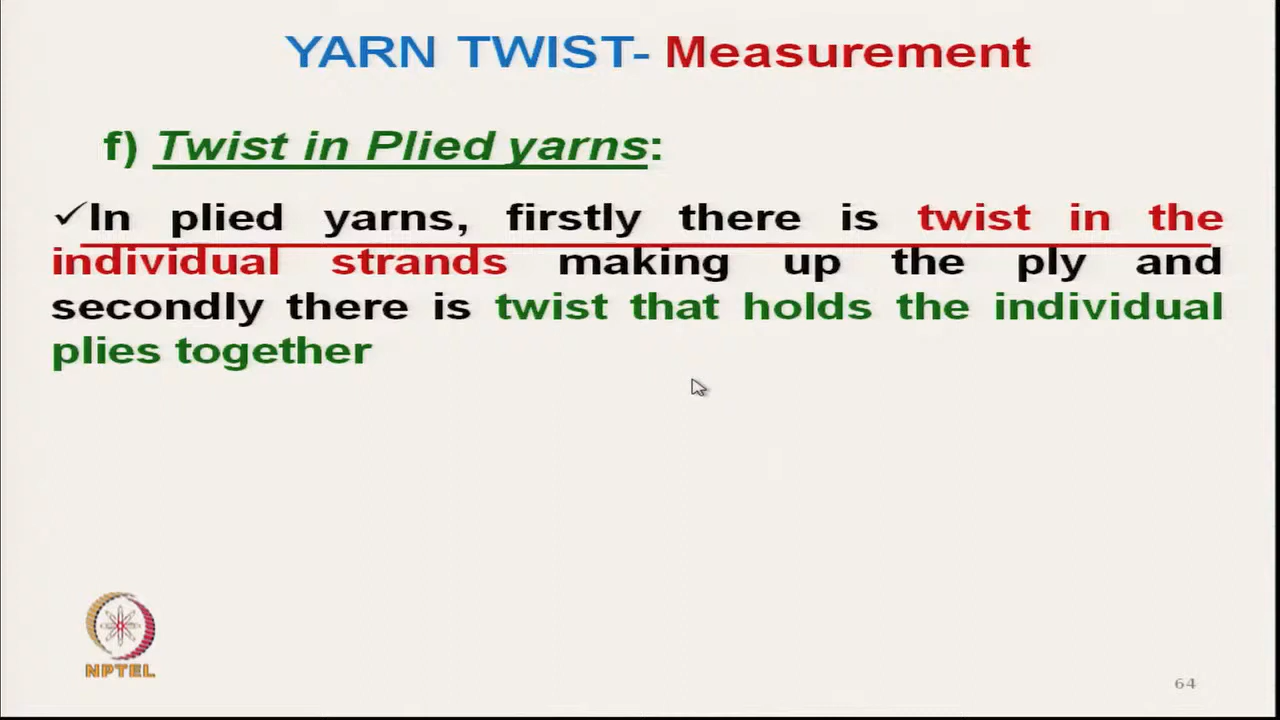 YARN TWIST- Measurement
f) Twist in Plied yarns:
✓In plied yarns, firstly there is twist in the
individual strands making up the ply and
secondly there is twist that holds the individual
plies together
NPTEL
64